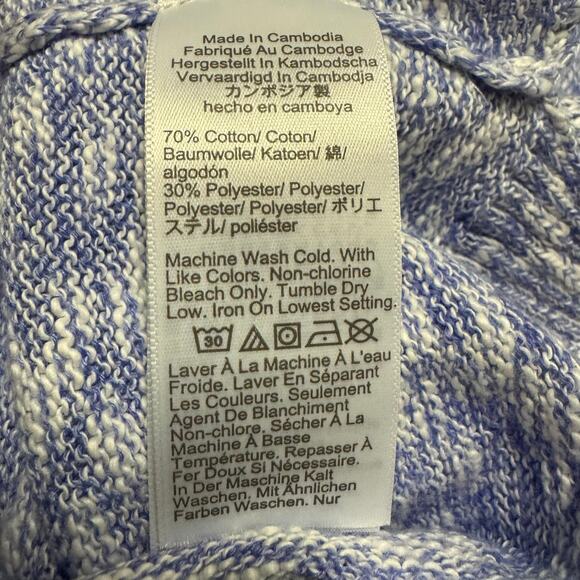 Made In Cambodia
Fabriqué Au Cambodge
Hergestellt In Kambodscha
Vervaardigd In Cambodja
カンボジア製
hecho en camboya
70% Cotton/ Coton/
Baumwolle/ Katoen/ 綿/
algodón
30% Polyester/ Polyester/
Polyester/ Polyester/ ポリエ
ステル/ poliéster
Machine Wash Cold. With
Like Colors. Non-chlorine
Bleach Only. Tumble Dry
Low. Iron On Lowest Setting.
30
Laver À La Machine À L'eau
Froide. Laver En Séparant
Les Couleurs. Seulement
Agent De Blanchiment
Non-chlore. Sécher À La
Machine À Basse
Température. Repasser À
Fer Doux Si Nécessaire.
In Der Maschine Kalt
Waschen. Mit Ähnlichen
Farben Waschen. Nur